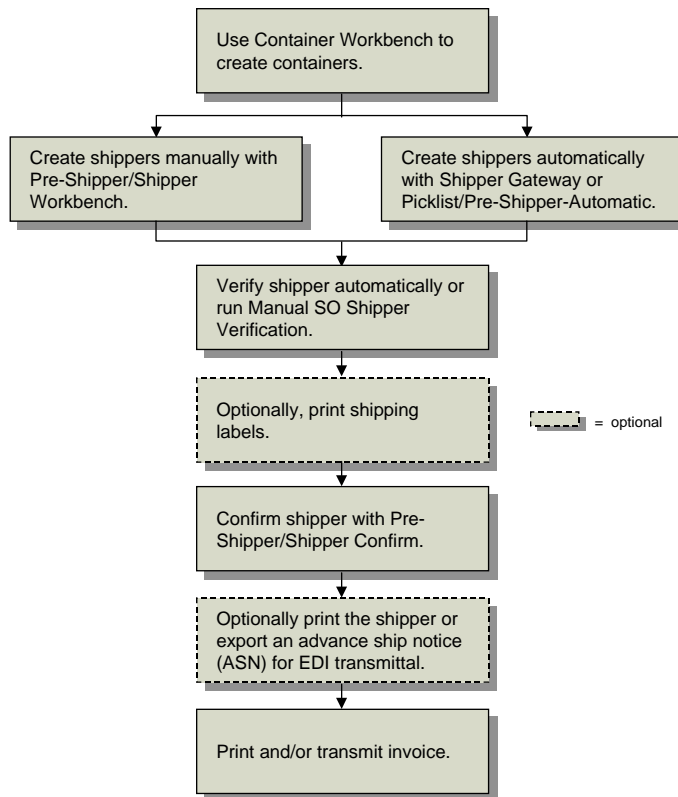 Use Container Workbench to
create containers.
Create shippers manually with
Pre-Shipper/Shipper
Workbench.
Create shippers automatically
with Shipper Gateway or
Picklist/Pre-Shipper-Automatic.
Verify shipper automatically or
run Manual SO Shipper
Verification.
Optionally, print shipping
labels.
= optional
Confirm shipper with Pre-
Shipper/Shipper Confirm.
Optionally print the shipper or
export an advance ship notice
(ASN) for EDI transmittal.
Print and/or transmit invoice.